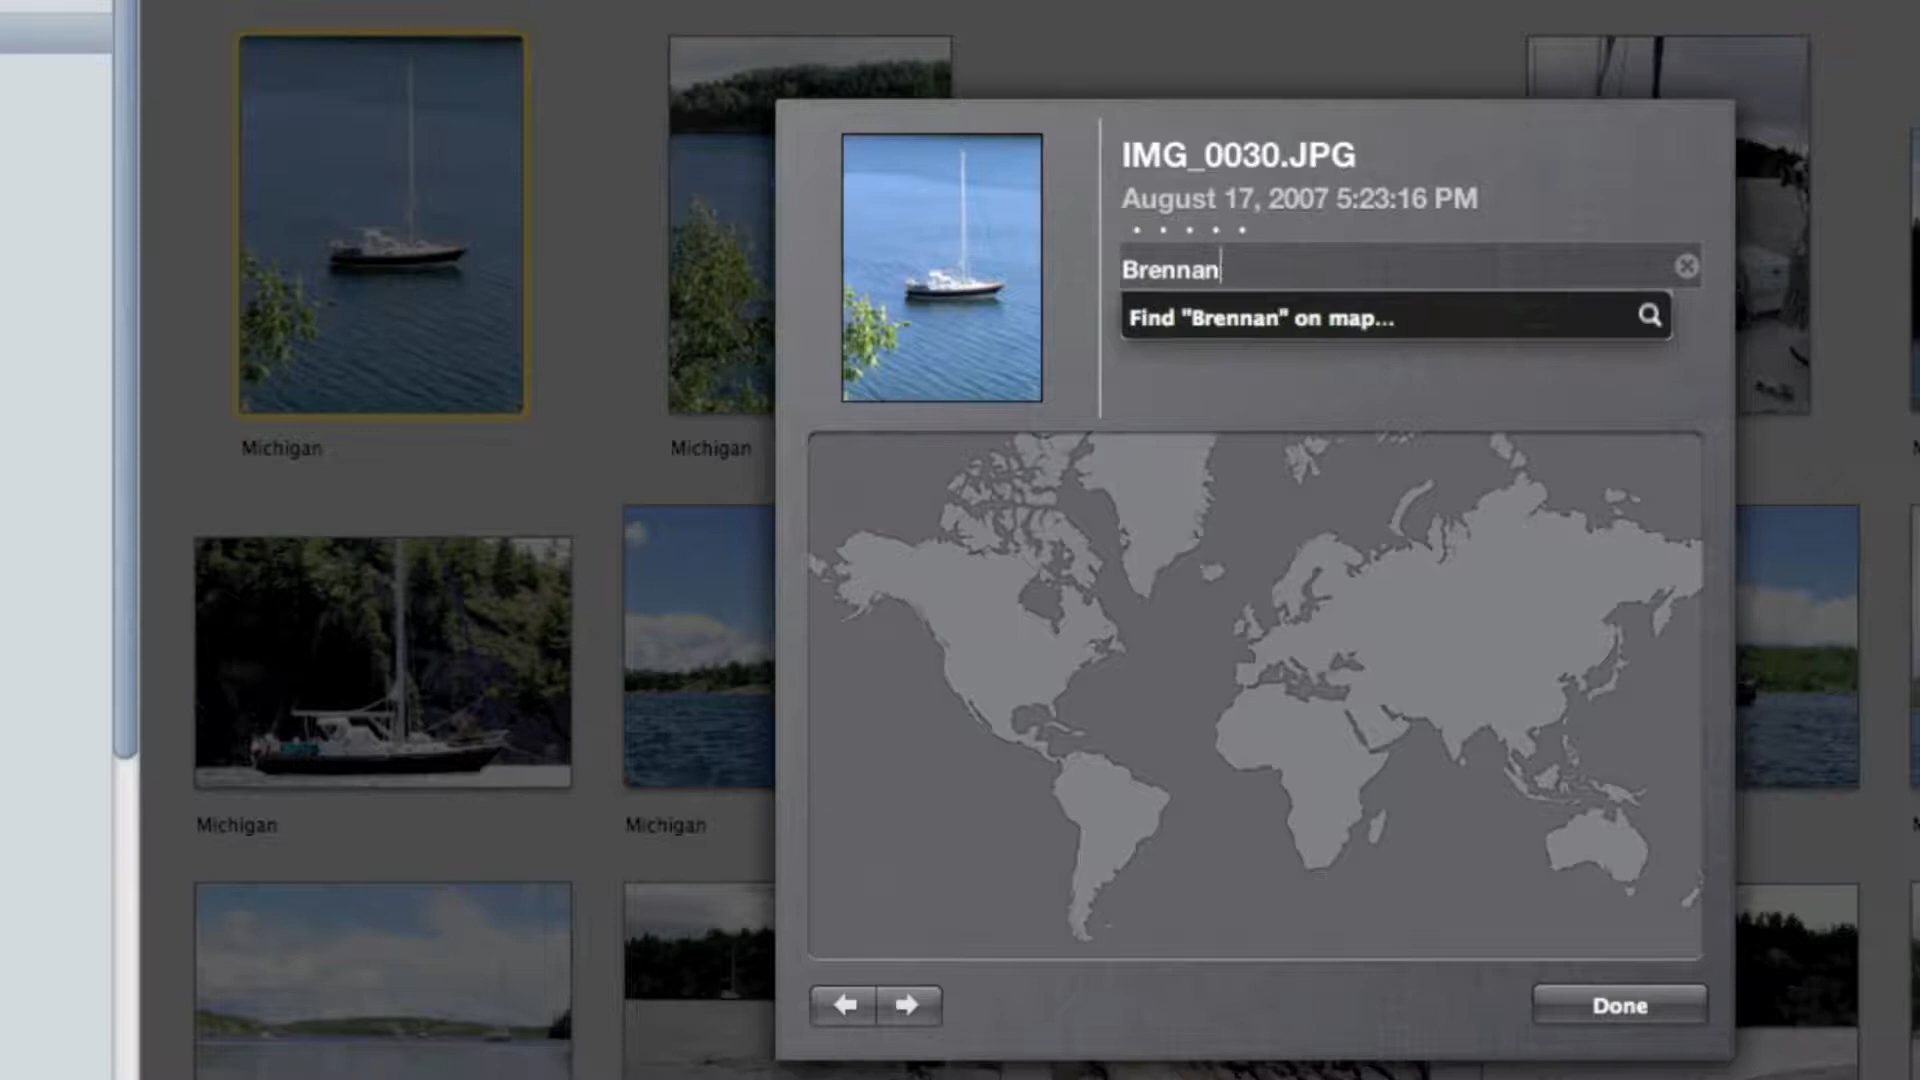 IMG_0030.JPG
August 17, 2007 5:23:16 PM
Brennan
Find "Brennan" on map...
Michigan
Michigan
Michigan
Michigan
Done